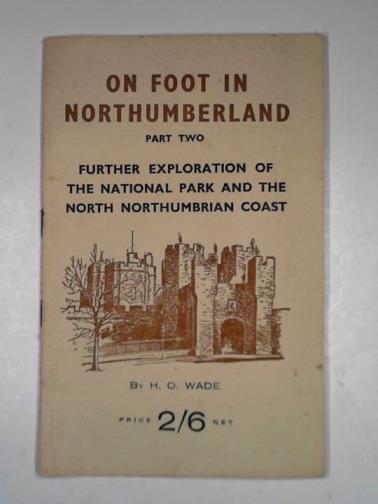 ON FOOT IN
NORTHUMBERLAND
PART TWO
FURTHER EXPLORATION OF
THE NATIONAL PARK AND THE
NORTH NORTHUMBRIAN COAST
By H. O. WADE
PRICE 2/6 NET